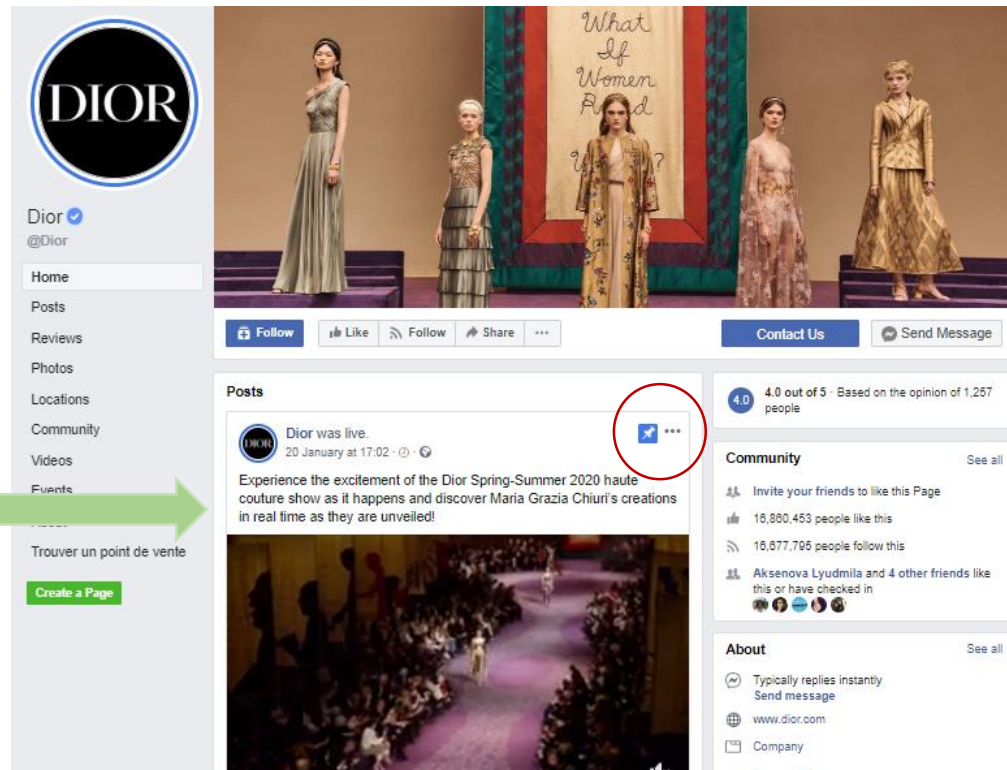 DIOR
Dior
@Dior
Home
Posts
Reviews
Photos
Locations
Community
Videos
Events
Trouver un point de vente
Create a Page
What
If
Women
Follow
Like
Follow
Share
Contact Us
Send Message
Posts
DIOR
Dior was live.
20 January at 17:02
Experience the excitement of the Dior Spring-Summer 2020 haute
couture show as it happens and discover Maria Grazia Chiuri's creations
in real time as they are unveiled!
4.0
4.0 out of 5 · Based on the opinion of 1,257
people
Community
See all
Invite your friends to like this Page
16,860,453 people like this
16,677,795 people follow this
Aksenova Lyudmila and 4 other friends like
this or have checked in
About
See all
Typically replies instantly
Send message
www.dior.com
Company